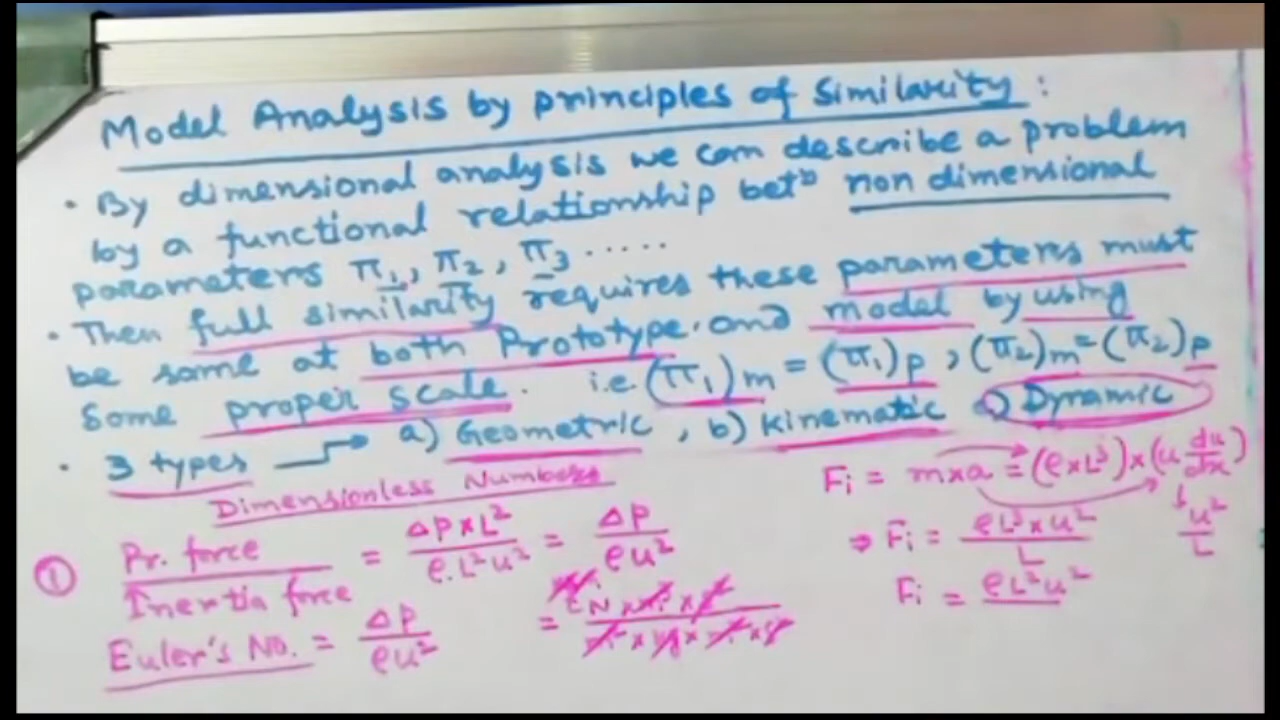 Model Analysis by principles of Similarity :
• By dimensional analysis we can describe a problem
by a functional relationship betⁿ non dimensional
parameters π₁, π₂, π₃ .....
• Then full similarity requires these parameters must
be same at both Prototype and model by using
Some proper scale. i.e (π₁)m = (π₁)p , (π₂)m = (π₂)p
• 3 types → a) Geometric , b) Kinematic c) Dynamic
Dimensionless Numbers
① Pr. force / Inertia force = ΔP×L² / ρ.L²u² = ΔP / ρu²
Euler's No. = ΔP / ρu²
Fi = m×a = (ρ×L³)×(u du/dx)
↓ u²/L
⇒ Fi = ρL³×u² / L
Fi = ρL²u²